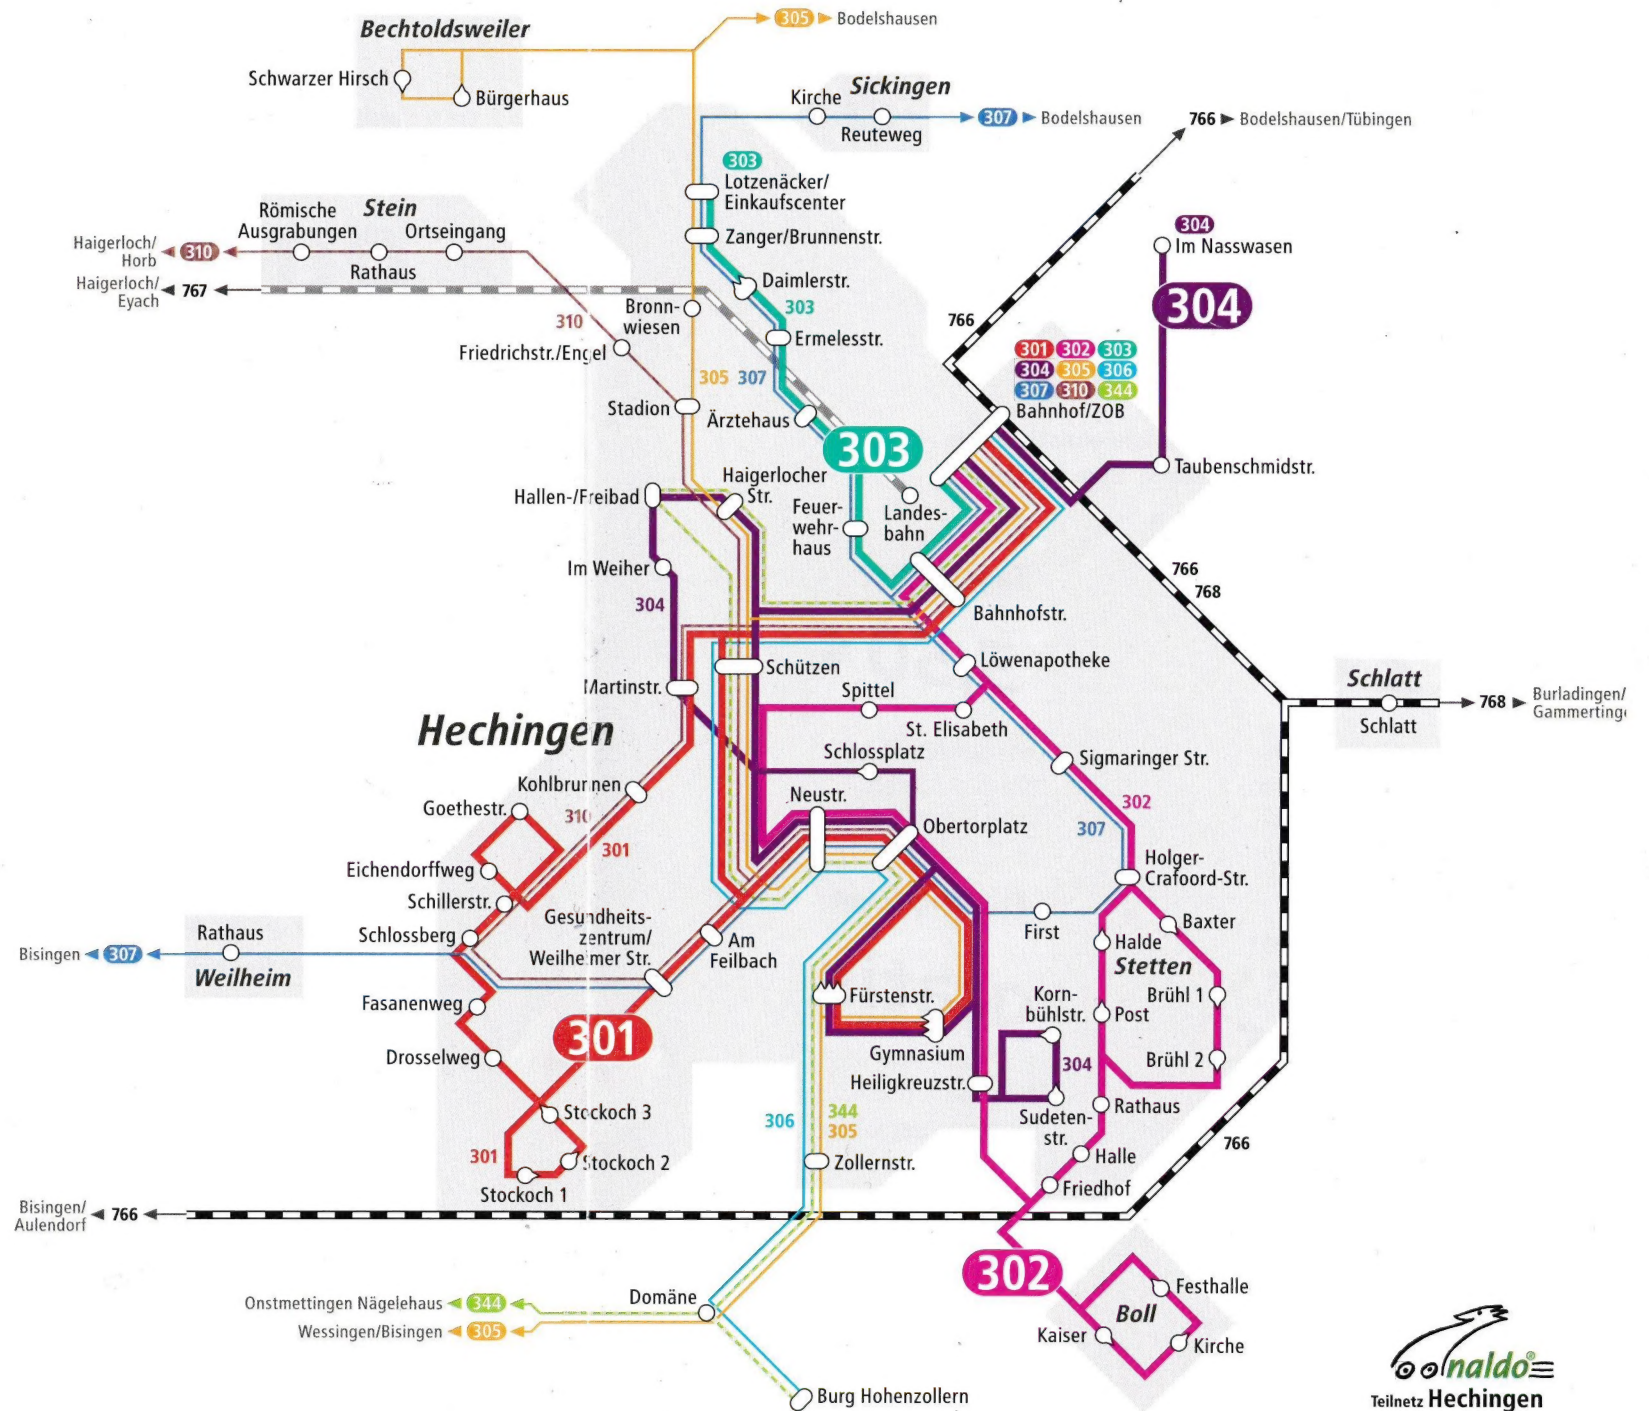 305
Bodelshausen
Bechtoldsweiler
Schwarzer Hirsch
Bürgerhaus
Sickingen
Kirche
Reuteweg
307
Bodelshausen
766
Bodelshausen/Tübingen
303
Lotzenäcker/
Einkaufscenter
Zanger/Brunnenstr.
Daimlerstr.
303
Ermelesstr.
Stein
Römische
Ausgrabungen
Ortseingang
Rathaus
Haigerloch/
Horb
310
Haigerloch/
Eyach
767
310
Bronn-
wiesen
Friedrichstr./Engel
305
307
Stadion
Ärztehaus
303
304
Im Nasswasen
304
766
301
302
303
304
305
306
307
310
344
Bahnhof/ZOB
Taubenschmidstr.
Hallen-/Freibad
Haigerlocher
Str.
Feuer-
wehr-
haus
Landes-
bahn
Im Weiher
304
766
768
Bahnhofstr.
Schützen
Löwenapotheke
Martinstr.
Spittel
St. Elisabeth
Schlatt
Schlatt
768
Burladingen/
Gammerting
Hechingen
Schlossplatz
Sigmaringer Str.
Kohlbrunnen
Neustr.
302
307
Goethestr.
310
301
Obertorplatz
Eichendorffweg
Holger-
Crafoord-Str.
Schillerstr.
Gesundheits-
zentrum/
Weilheimer Str.
Baxter
First
Schlossberg
Am
Feilbach
Halde
Stetten
Rathaus
Bisingen
307
Weilheim
Fasanenweg
Fürstenstr.
Korn-
bühlstr.
Brühl 1
Post
301
Gymnasium
304
Brühl 2
Drosselweg
Heiligkreuzstr.
Stockoch 3
306
344
305
Sudeten-
str.
Rathaus
301
Stockoch 2
Zollernstr.
Halle
766
Stockoch 1
Friedhof
Bisingen/
Aulendorf
766
302
Festhalle
Boll
Kaiser
Kirche
Onstmettingen Nägelehaus
344
Domäne
Wessingen/Bisingen
305
Burg Hohenzollern
naldo®
Teilnetz Hechingen